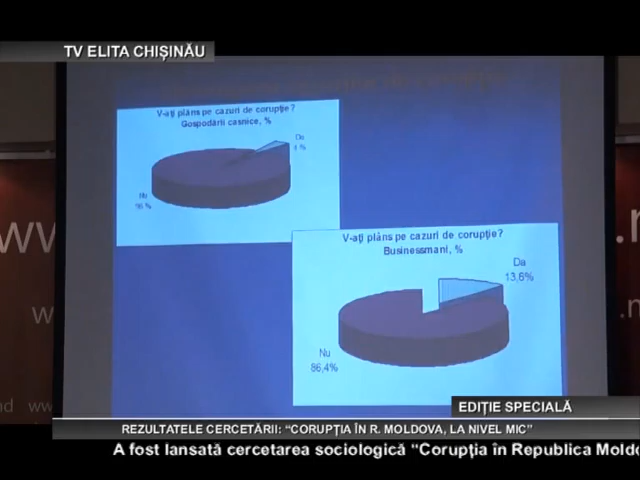 TV ELITA CHIȘINĂU
V-ați plâns pe cazuri de corupție?
Gospodării casnice, %
Da
4 %
Nu
96 %
V-ați plâns pe cazuri de corupție?
Businessmani, %
Da
13,6%
Nu
86,4%
EDIȚIE SPECIALĂ
REZULTATELE CERCETĂRII: “CORUPȚIA ÎN R. MOLDOVA, LA NIVEL MIC”
A fost lansată cercetarea sociologică “Corupția în Republica Moldo